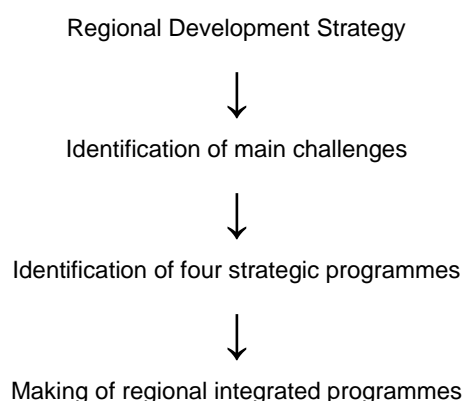 Regional Development Strategy
Identification of main challenges
Identification of four strategic programmes
Making of regional integrated programmes